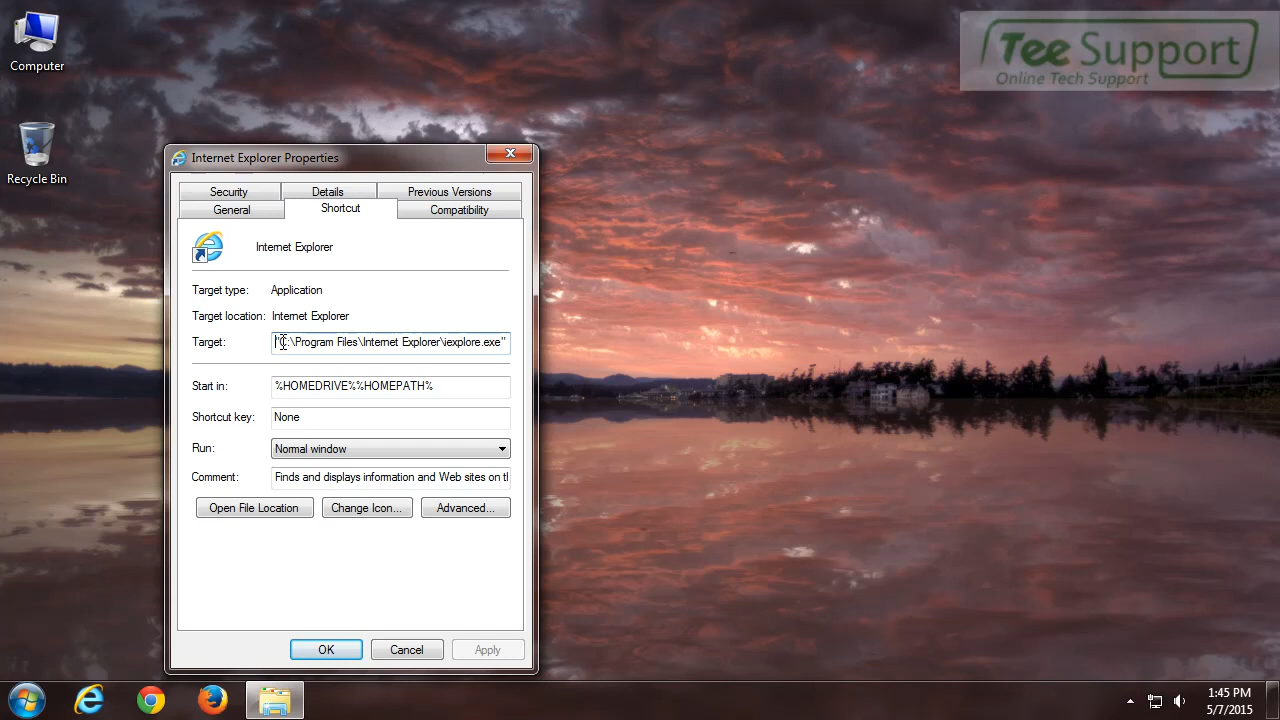 Computer
Recycle Bin
Tee Support
Online Tech Support
Internet Explorer Properties
Security Details Previous Versions
General Shortcut Compatibility
Internet Explorer
Target type: Application
Target location: Internet Explorer
Target: "C:\Program Files\Internet Explorer\iexplore.exe"
Start in: %HOMEDRIVE%%HOMEPATH%
Shortcut key: None
Run: Normal window
Comment: Finds and displays information and Web sites on
Open File Location Change Icon... Advanced...
OK Cancel Apply
1:45 PM
5/7/2015